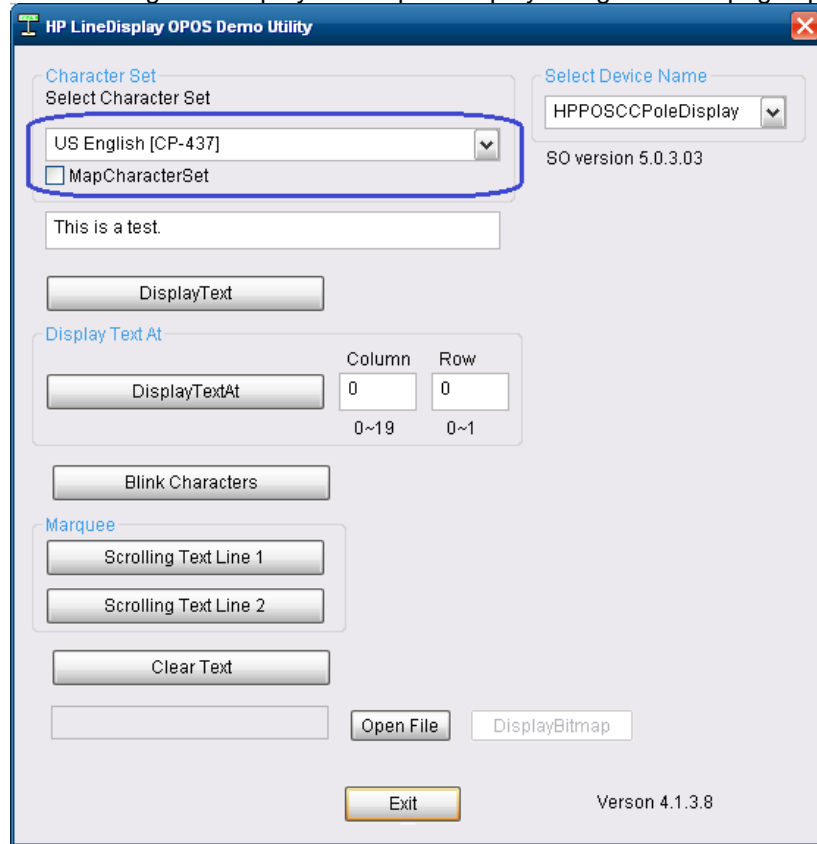 HP LineDisplay OPOS Demo Utility
Character Set
Select Character Set
US English [CP-437]
MapCharacterSet
Select Device Name
HPPOSCCPoleDisplay
SO version 5.0.3.03
This is a test.
DisplayText
Display Text At
Column Row
DisplayTextAt 0 0
0~19 0~1
Blink Characters
Marquee
Scrolling Text Line 1
Scrolling Text Line 2
Clear Text
Open File DisplayBitmap
Exit Verson 4.1.3.8